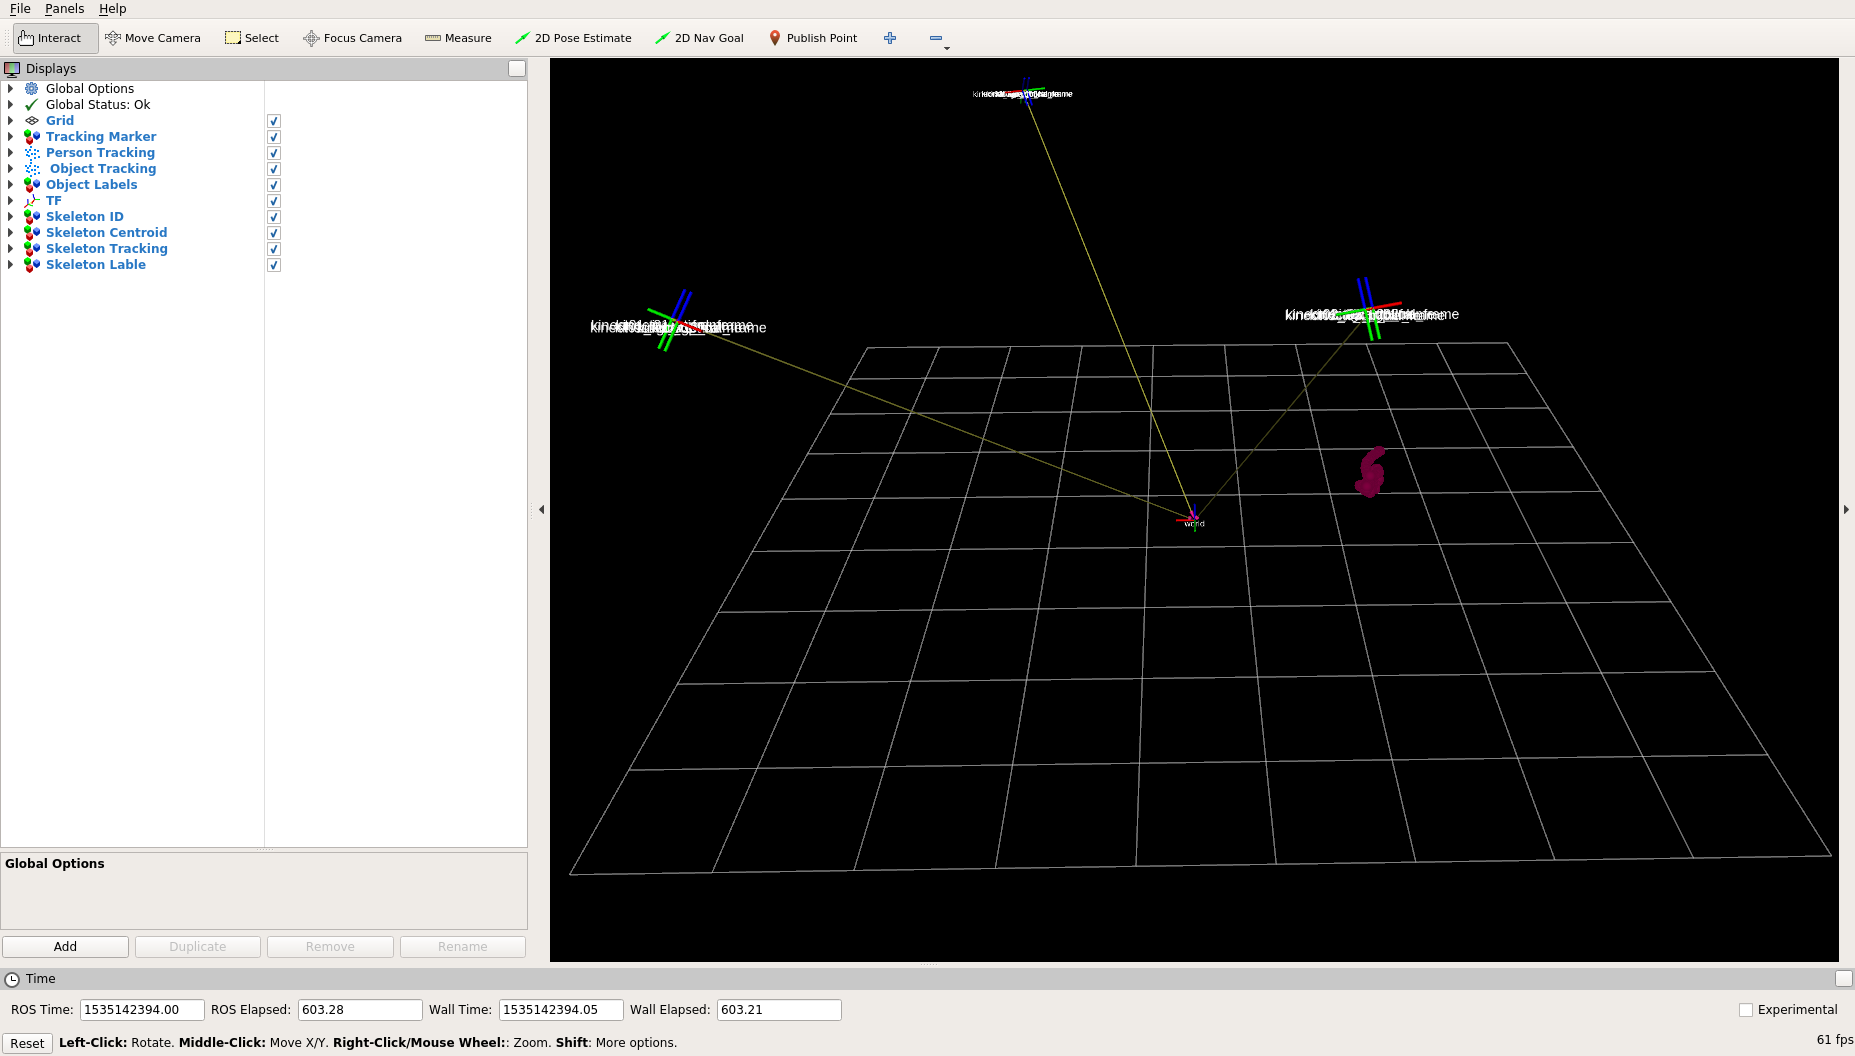 File Panels Help
Interact Move Camera Select Focus Camera Measure 2D Pose Estimate 2D Nav Goal Publish Point
Displays
Global Options
Global Status: Ok
Grid
Tracking Marker
Person Tracking
Object Tracking
Object Labels
TF
Skeleton ID
Skeleton Centroid
Skeleton Tracking
Skeleton Lable
world
Global Options
Add Duplicate Remove Rename
Time
ROS Time: 1535142394.00 ROS Elapsed: 603.28 Wall Time: 1535142394.05 Wall Elapsed: 603.21 Experimental
Reset Left-Click: Rotate. Middle-Click: Move X/Y. Right-Click/Mouse Wheel:: Zoom. Shift: More options. 61 fps